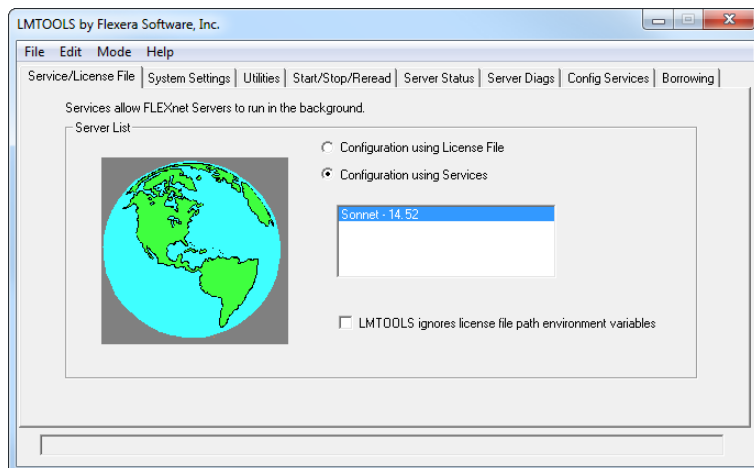 LMTOOLS by Flexera Software, Inc.
File Edit Mode Help
Service/License File System Settings Utilities Start/Stop/Reread Server Status Server Diags Config Services Borrowing
Services allow FLEXnet Servers to run in the background.
Server List
Configuration using License File
Configuration using Services
Sonnet - 14.52
LMTOOLS ignores license file path environment variables